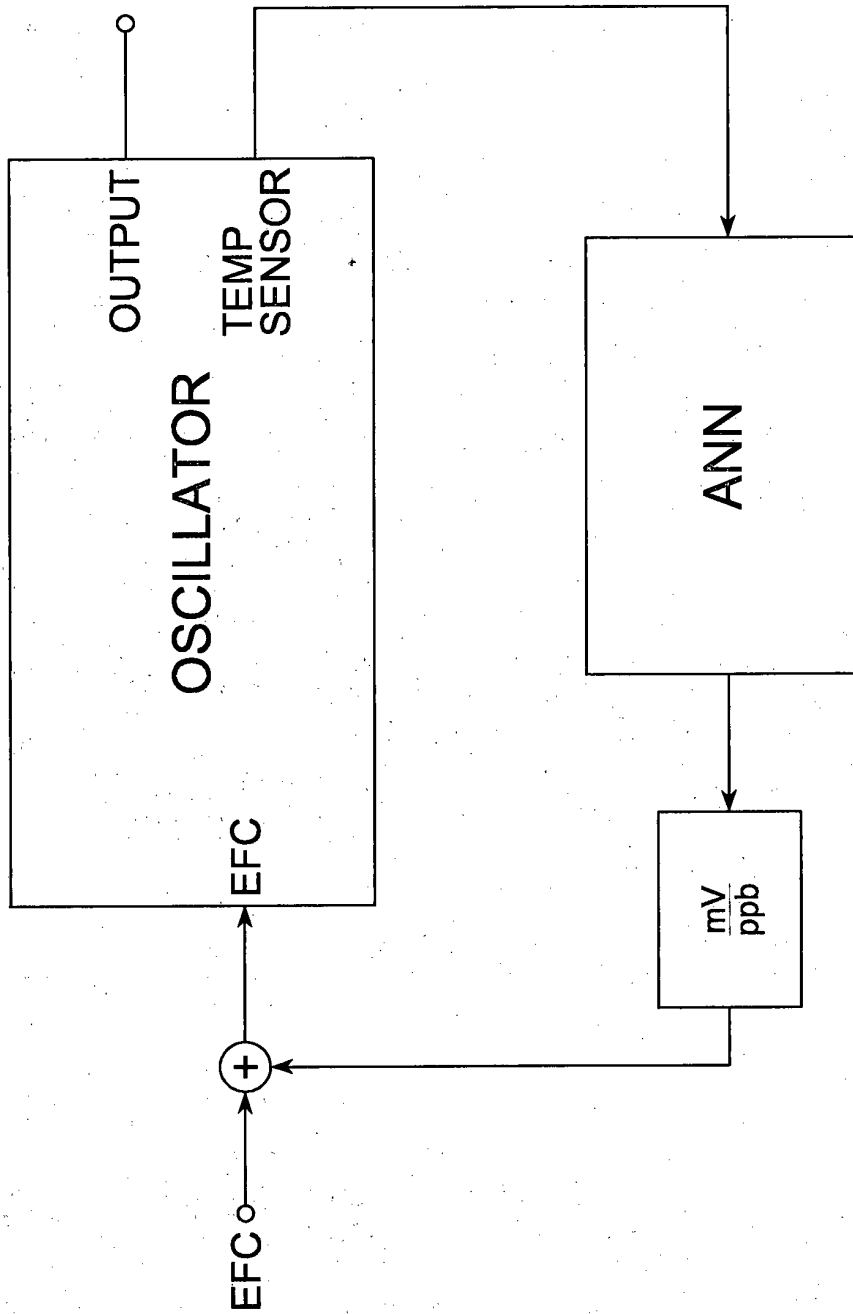 OUTPUT
TEMP
SENSOR
OSCILLATOR
EFC
EFC
+
ANN
mV
ppb